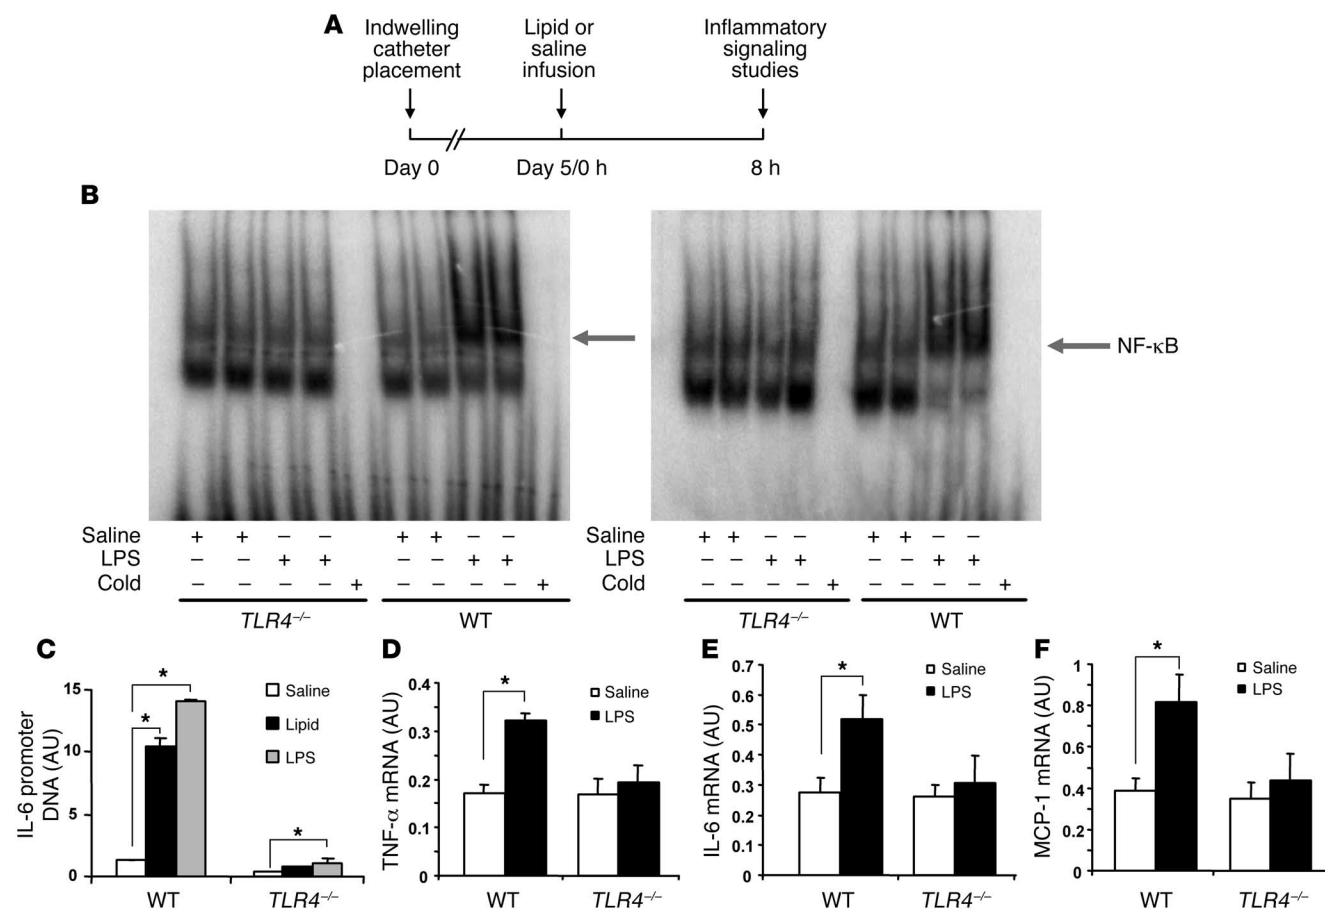 A
Indwelling
catheter
placement
Lipid or
saline
infusion
Inflammatory
signaling
studies
Day 0
Day 5/0 h
8 h
B
NF-κB
Saline + + – – + + – –
LPS – – + + – – + +
Cold – – – – + – – – – +
TLR4–/–
WT
Saline + + – – + + – –
LPS – – + + – – + +
Cold – – – – + – – – – +
TLR4–/–
WT
C
IL-6 promoter
DNA (AU)
15
10
5
0
*
*
*
Saline
Lipid
LPS
WT
TLR4–/–
D
TNF-α mRNA (AU)
0.4
0.3
0.2
0.1
0
*
Saline
LPS
WT
TLR4–/–
E
IL-6 mRNA (AU)
0.7
0.6
0.5
0.4
0.3
0.2
0.1
0
*
Saline
LPS
WT
TLR4–/–
F
MCP-1 mRNA (AU)
1
0.8
0.6
0.4
0.2
0
*
Saline
LPS
WT
TLR4–/–